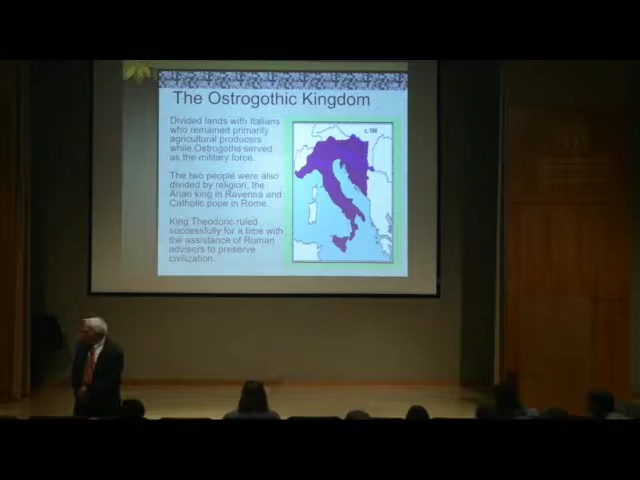 The Ostrogothic Kingdom
Divided lands with Italians
who remained primarily
agricultural producers
while Ostrogoths served
as the military force.
The two people were also
divided by religion, the
Arian king in Ravenna and
Catholic pope in Rome.
King Theodoric ruled
successfully for a time with
the assistance of Roman
advisers to preserve
civilization.